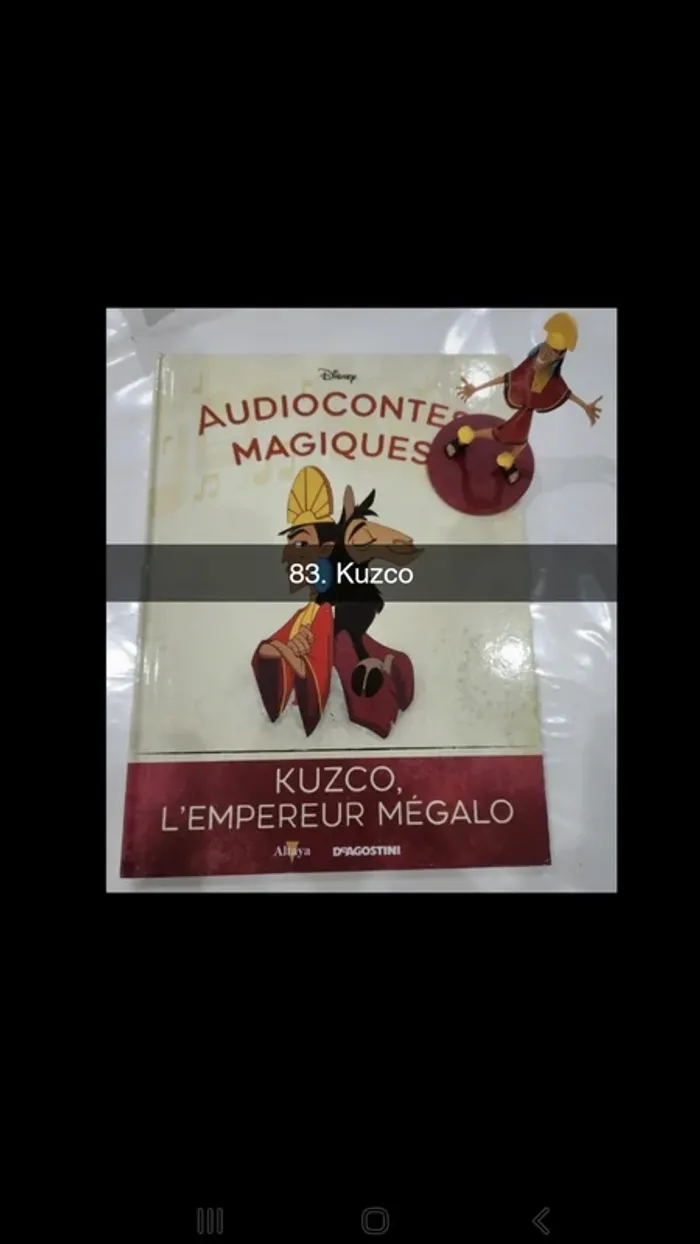 Disney
AUDIOCONTES
MAGIQUES
83. Kuzco
KUZCO,
L'EMPEREUR MÉGALO
Altaya DeAGOSTINI